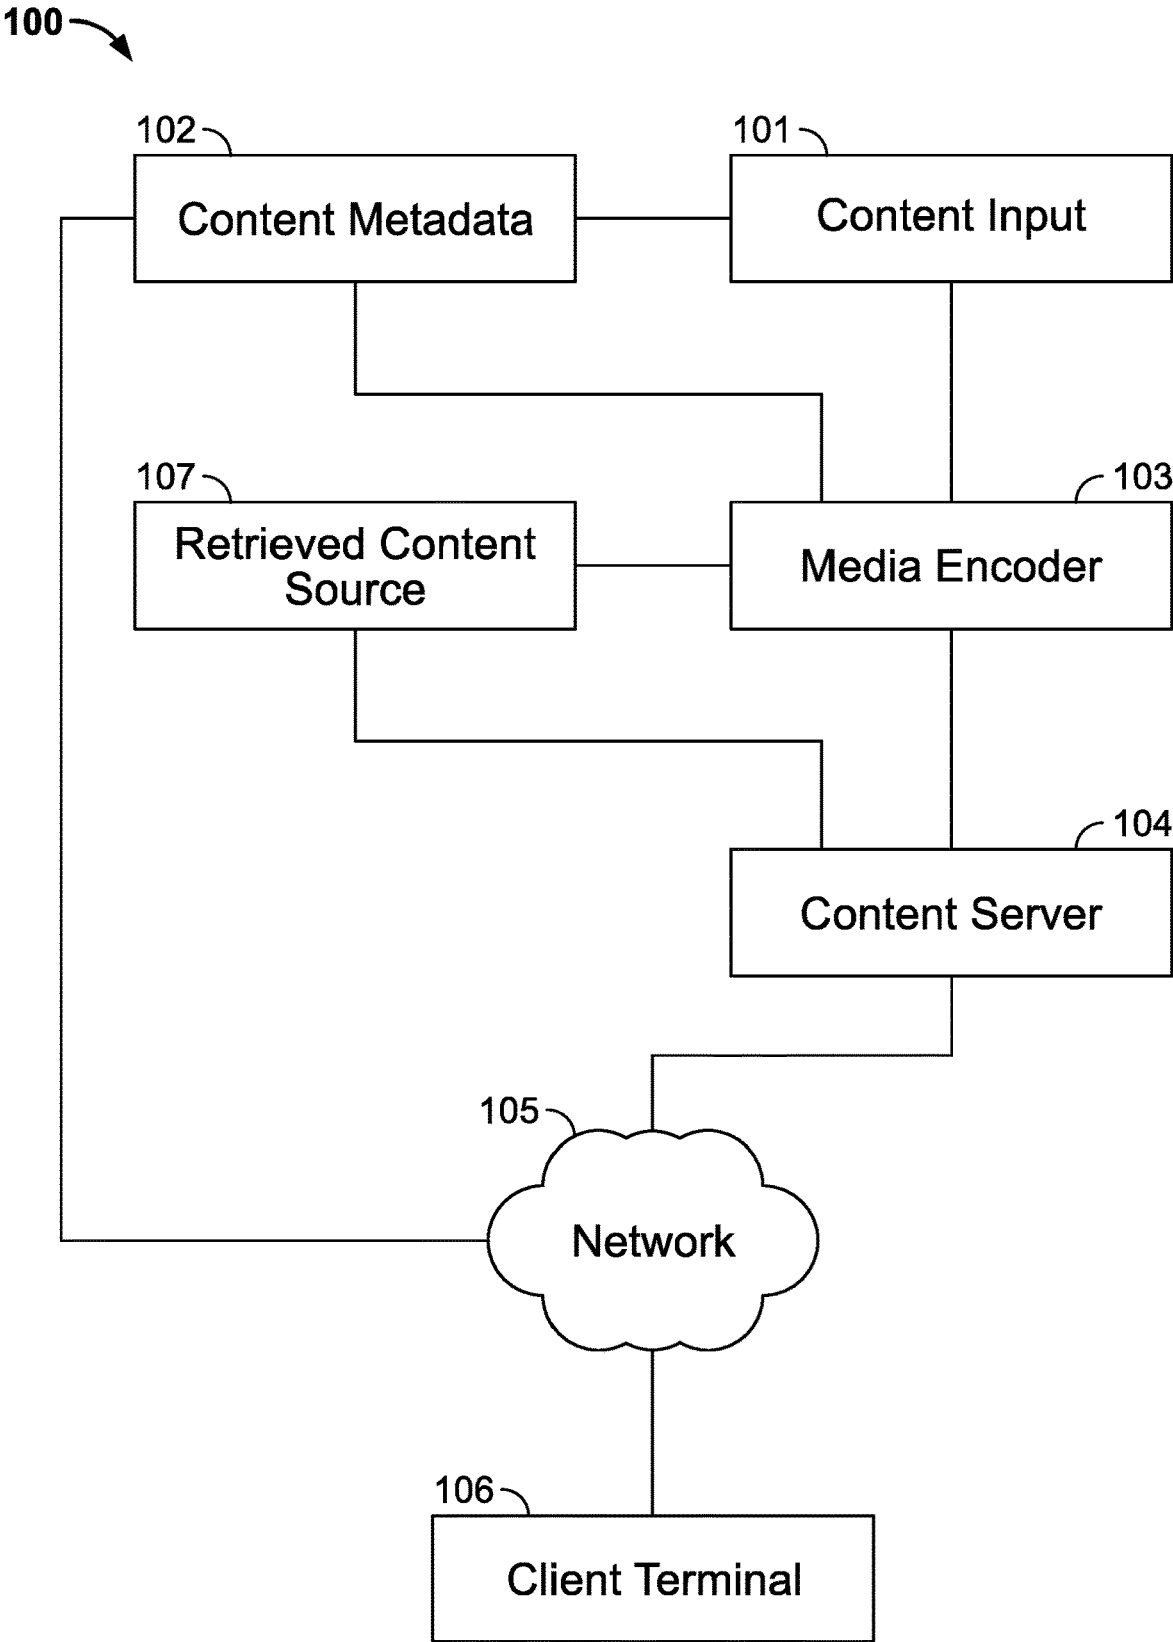 100
102
101
Content Metadata
Content Input
107
103
Retrieved Content
Source
Media Encoder
104
Content Server
105
Network
106
Client Terminal